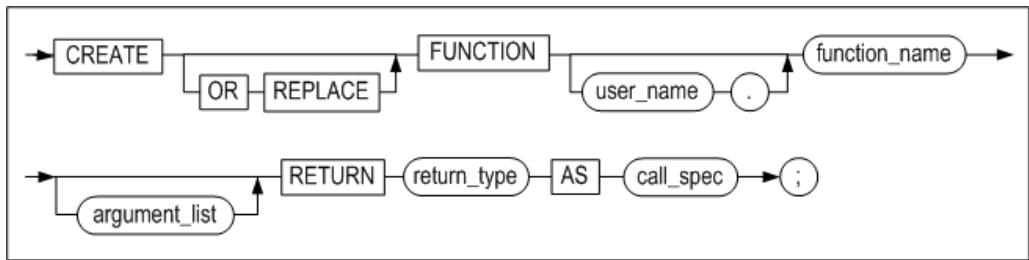 CREATE FUNCTION function_name
OR REPLACE user_name .
RETURN return_type AS call_spec ;
argument_list